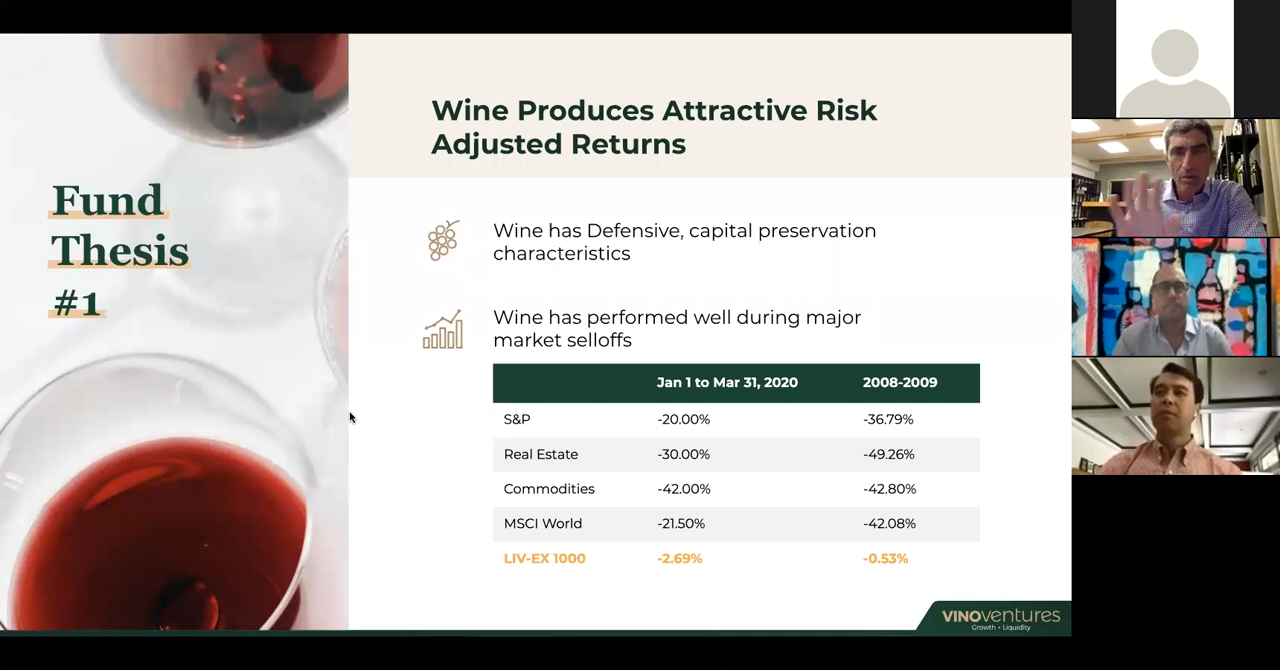 Fund
Thesis
#1
Wine Produces Attractive Risk
Adjusted Returns
Wine has Defensive, capital preservation
characteristics
Wine has performed well during major
market selloffs
Jan 1 to Mar 31, 2020 2008-2009
S&P -20.00% -36.79%
Real Estate -30.00% -49.26%
Commodities -42.00% -42.80%
MSCI World -21.50% -42.08%
LIV-EX 1000 -2.69% -0.53%
VINOventures
Growth + Liquidity